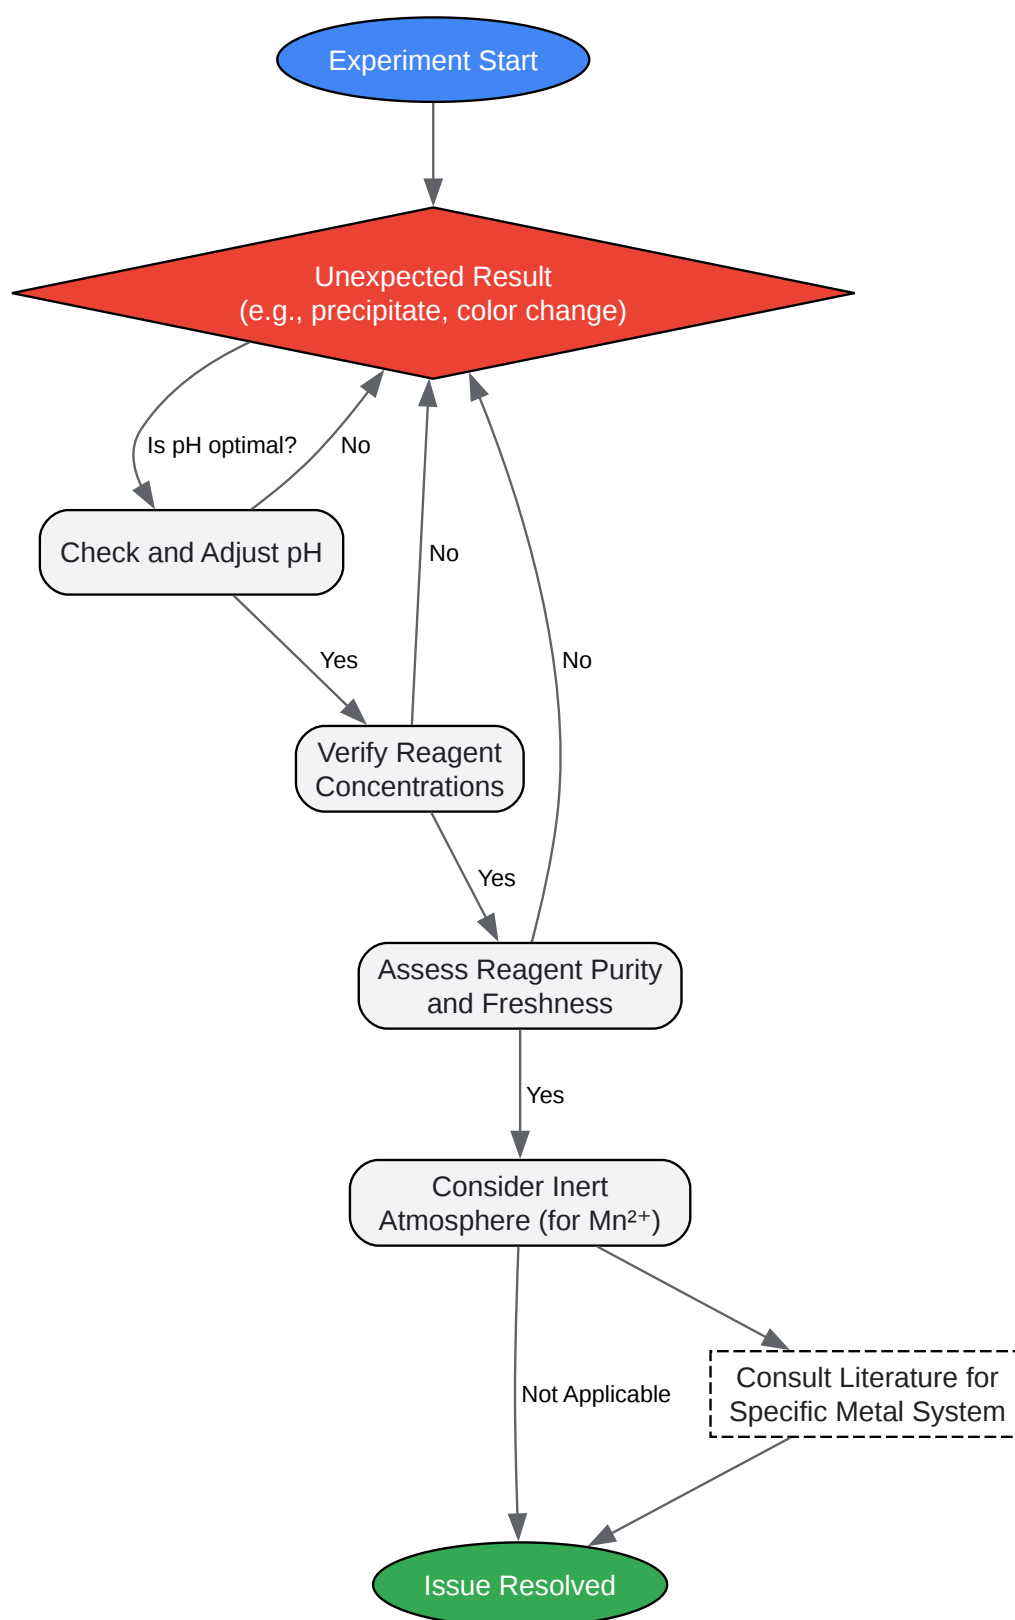 Experiment Start
Unexpected Result
(e.g., precipitate, color change)
Is pH optimal?
No
Check and Adjust pH
No
Yes
No
Verify Reagent
Concentrations
Yes
Assess Reagent Purity
and Freshness
Yes
Consider Inert
Atmosphere (for Mn²⁺)
Not Applicable
Consult Literature for
Specific Metal System
Issue Resolved